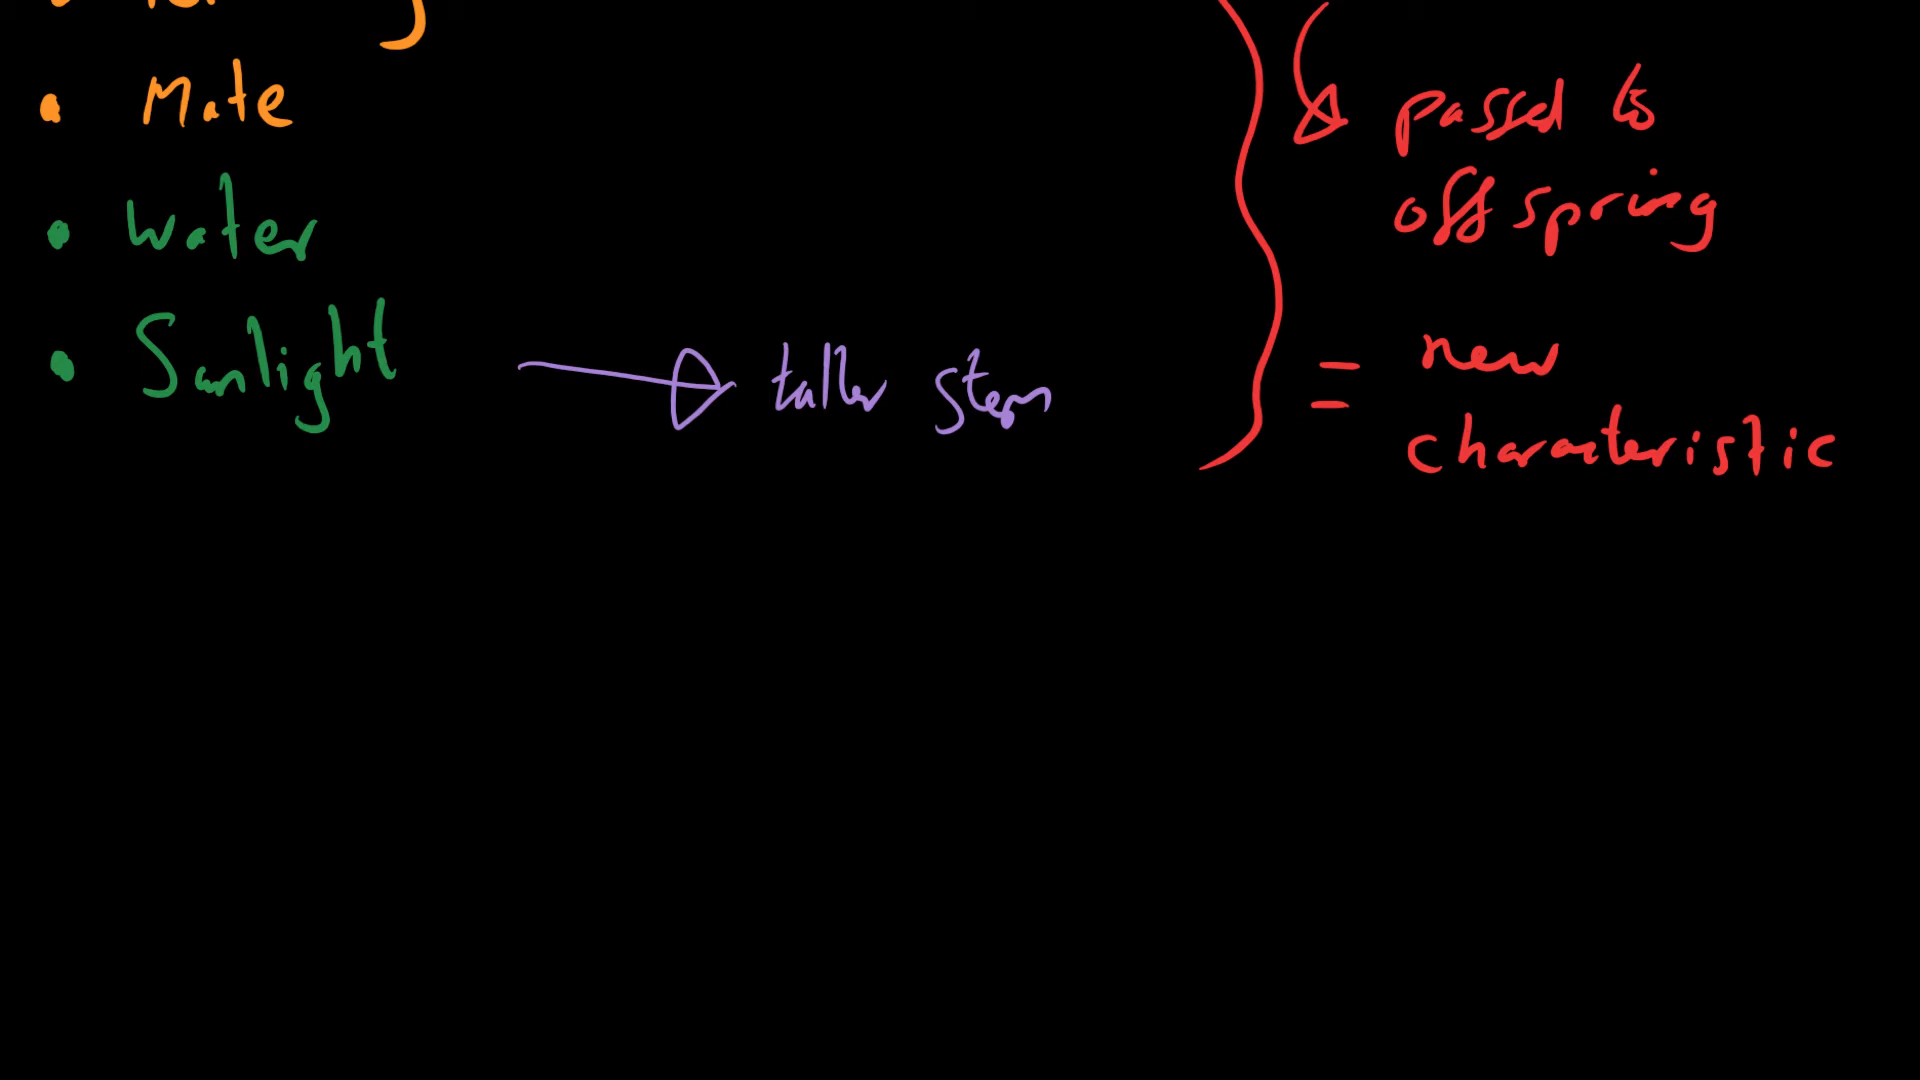 • Mate
• Water
• Sunlight → taller stem
passed to
offspring
= new
characteristic